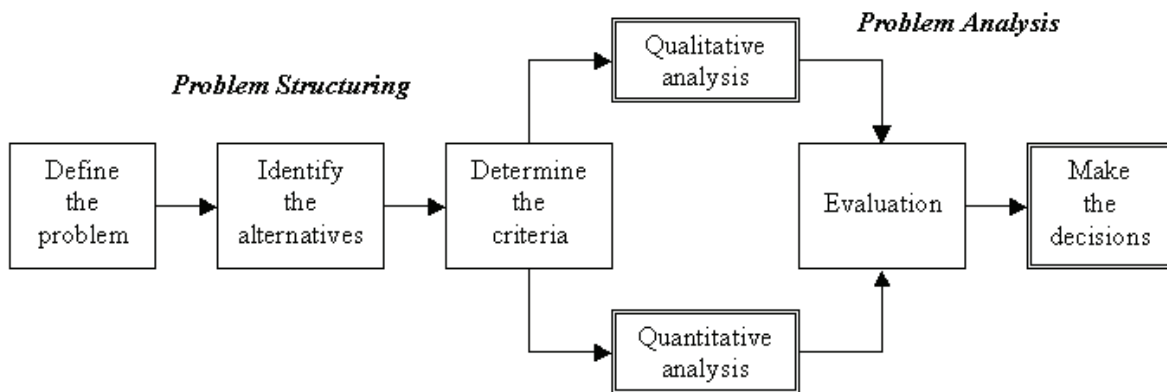 Problem Structuring
Define
the
problem
Identify
the
alternatives
Determine
the
criteria
Qualitative
analysis
Quantitative
analysis
Problem Analysis
Evaluation
Make
the
decisions